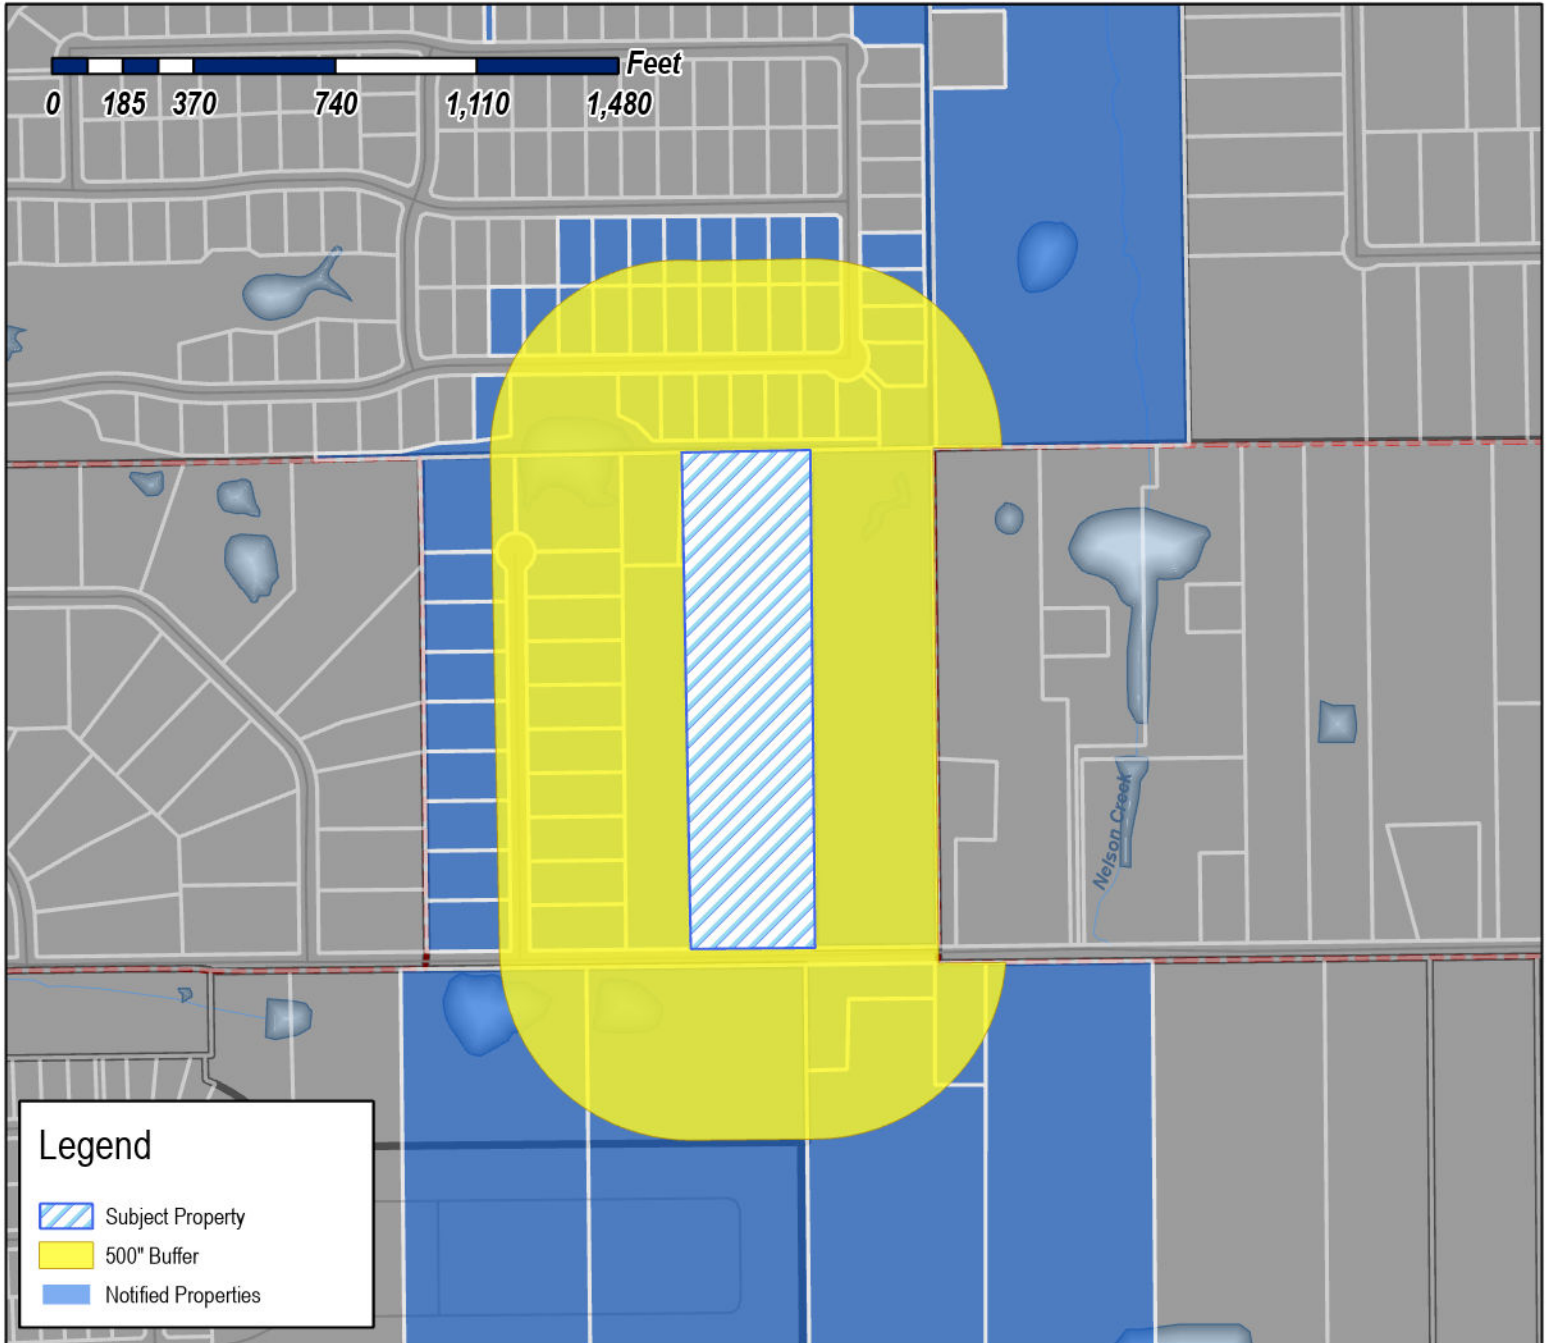 Feet
0 185 370 740 1,110 1,480
Nelson Creek
Legend
Subject Property
500" Buffer
Notified Properties